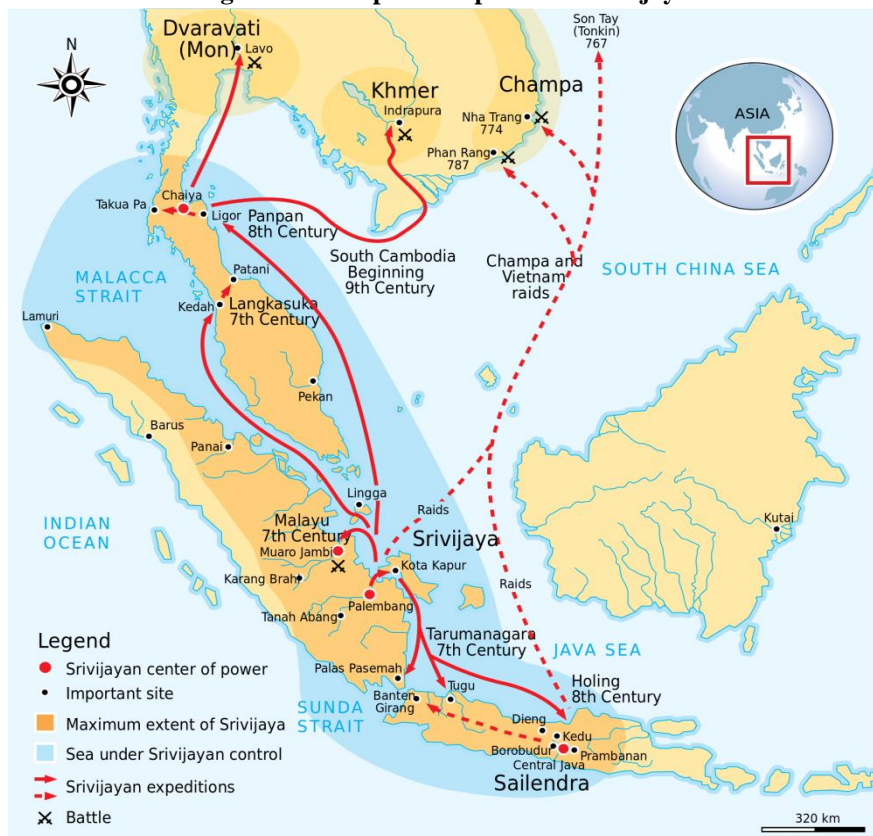 Dvaravati
(Mon)
Lavo
N
Son Tay
(Tonkin)
767
Khmer
Indrapura
Champa
Nha Trang
774
Phan Rang
787
ASIA
Chaiya
Takua Pa
Ligor
Panpan
8th Century
South Cambodia
Beginning
9th Century
Champa and
Vietnam
raids
SOUTH CHINA SEA
MALACCA
STRAIT
Patani
Kedah
Langkasuka
7th Century
Lamuri
Pekan
Barus
Panai
Lingga
Raids
INDIAN
OCEAN
Malayu
7th Century
Muaro Jambi
Srivijaya
Kutai
Karang Brahi
Kota Kapur
Palembang
Raids
Tanah Abang
Tarumanagara
7th Century
JAVA SEA
Legend
Srivijayan center of power
Important site
Maximum extent of Srivijaya
Sea under Srivijayan control
Srivijayan expeditions
Battle
Palas Pasemah
SUNDA
STRAIT
Banten
Girang
Tugu
Holing
8th Century
Dieng
Kedu
Borobudur
Prambanan
Central Java
Sailendra
320 km